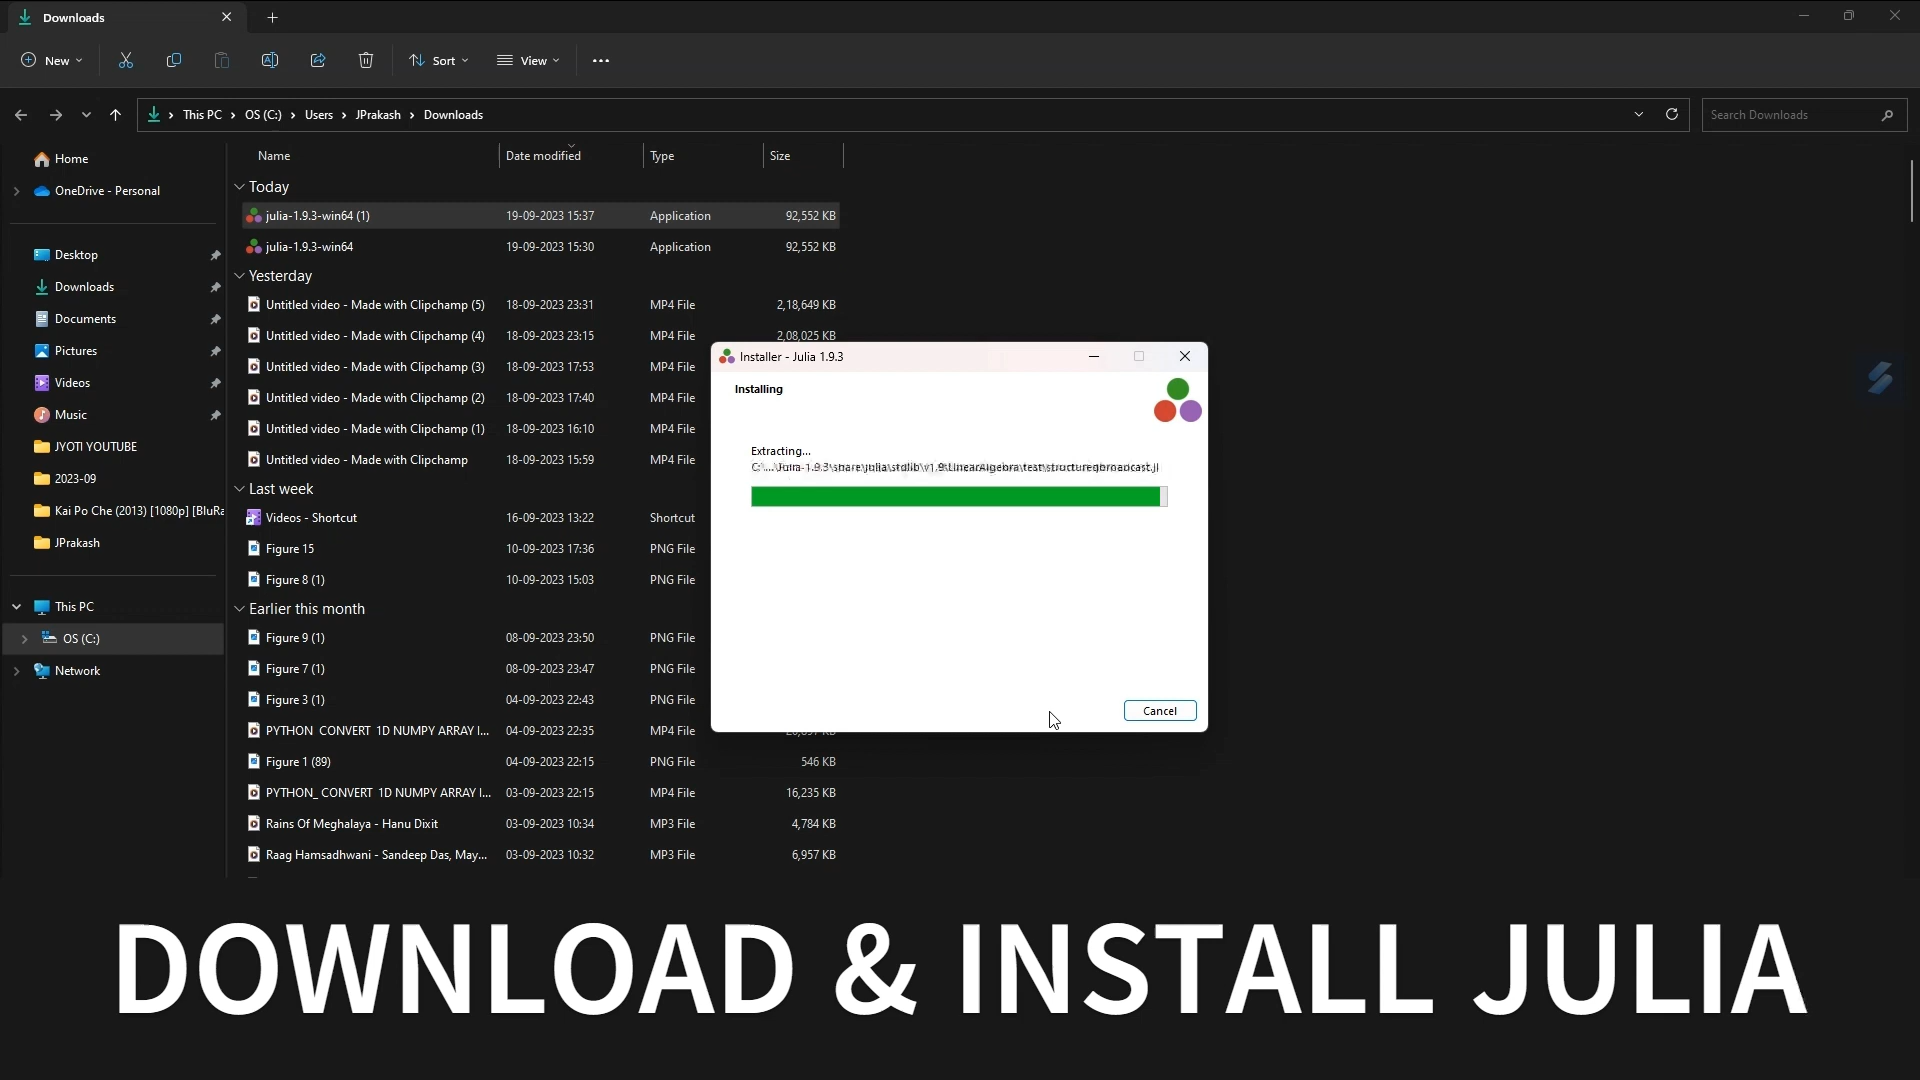 Downloads
New
Sort
View
This PC > OS (C:) > Users > JPrakash > Downloads
Search Downloads
Home
OneDrive - Personal
Desktop
Downloads
Documents
Pictures
Videos
Music
JYOTI YOUTUBE
2023-09
Kai Po Che (2013) [1080p] [BluRa
JPrakash
This PC
OS (C:)
Network
Name Date modified Type Size
Today
julia-1.9.3-win64 (1) 19-09-2023 15:37 Application 92,552 KB
julia-1.9.3-win64 19-09-2023 15:30 Application 92,552 KB
Yesterday
Untitled video - Made with Clipchamp (5) 18-09-2023 23:31 MP4 File 2,18,649 KB
Untitled video - Made with Clipchamp (4) 18-09-2023 23:15 MP4 File 2,08,025 KB
Untitled video - Made with Clipchamp (3) 18-09-2023 17:53 MP4 File
Untitled video - Made with Clipchamp (2) 18-09-2023 17:40 MP4 File
Untitled video - Made with Clipchamp (1) 18-09-2023 16:10 MP4 File
Untitled video - Made with Clipchamp 18-09-2023 15:59 MP4 File
Last week
Videos - Shortcut 16-09-2023 13:22 Shortcut
Figure 15 10-09-2023 17:36 PNG File
Figure 8 (1) 10-09-2023 15:03 PNG File
Earlier this month
Figure 9 (1) 08-09-2023 23:50 PNG File
Figure 7 (1) 08-09-2023 23:47 PNG File
Figure 3 (1) 04-09-2023 22:43 PNG File
PYTHON CONVERT 1D NUMPY ARRAY I... 04-09-2023 22:35 MP4 File
Figure 1 (89) 04-09-2023 22:15 PNG File 546 KB
PYTHON_ CONVERT 1D NUMPY ARRAY I... 03-09-2023 22:15 MP4 File 16,235 KB
Rains Of Meghalaya - Hanu Dixit 03-09-2023 10:34 MP3 File 4,784 KB
Raag Hamsadhwani - Sandeep Das, May... 03-09-2023 10:32 MP3 File 6,957 KB
Installer - Julia 1.9.3
Installing
Extracting...
Cancel
DOWNLOAD & INSTALL JULIA